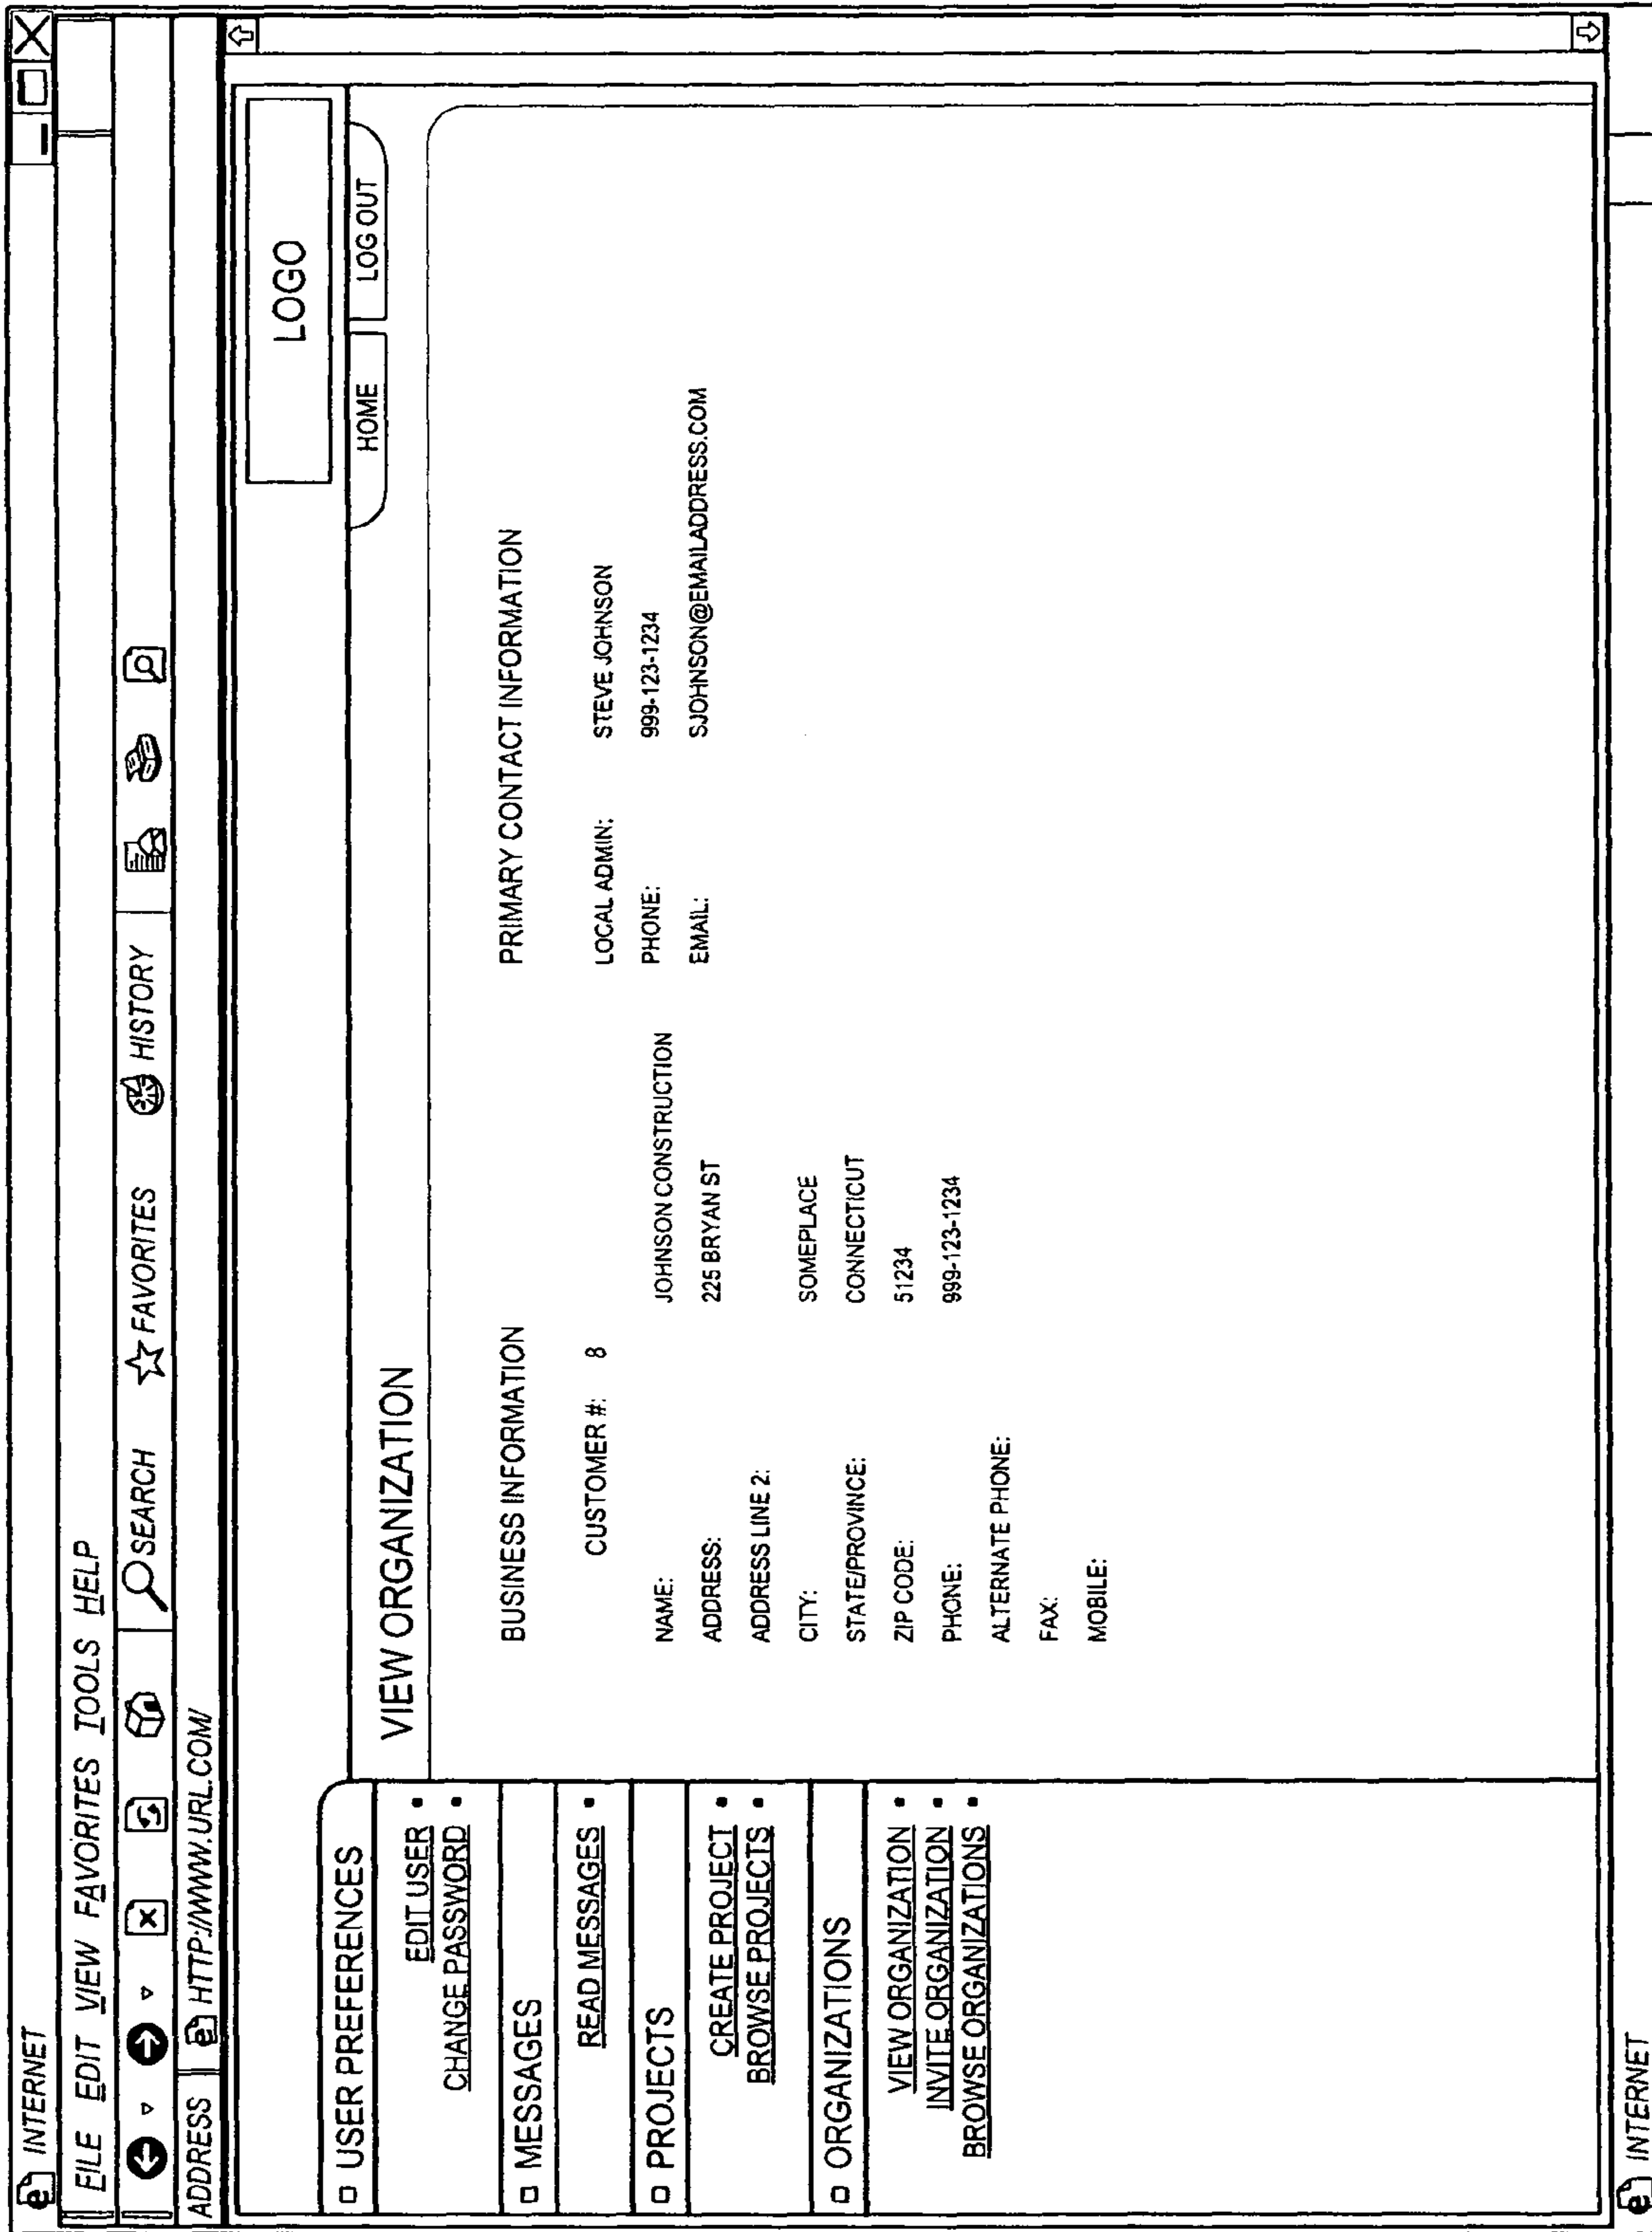 INTERNET
FILE EDIT VIEW FAVORITES TOOLS HELP
SEARCH FAVORITES HISTORY
ADDRESS HTTP://WWW.URL.COM/
LOGO
HOME LOG OUT
USER PREFERENCES
EDIT USER
CHANGE PASSWORD
MESSAGES
READ MESSAGES
PROJECTS
CREATE PROJECT
BROWSE PROJECTS
ORGANIZATIONS
VIEW ORGANIZATION
INVITE ORGANIZATION
BROWSE ORGANIZATIONS
VIEW ORGANIZATION
BUSINESS INFORMATION
CUSTOMER #: 8
NAME: JOHNSON CONSTRUCTION
ADDRESS: 225 BRYAN ST
ADDRESS LINE 2:
CITY: SOMEPLACE
STATE/PROVINCE: CONNECTICUT
ZIP CODE: 51234
PHONE: 999-123-1234
ALTERNATE PHONE:
FAX:
MOBILE:
PRIMARY CONTACT INFORMATION
LOCAL ADMIN: STEVE JOHNSON
PHONE: 999-123-1234
EMAIL: SJOHNSON@EMAILADDRESS.COM
INTERNET